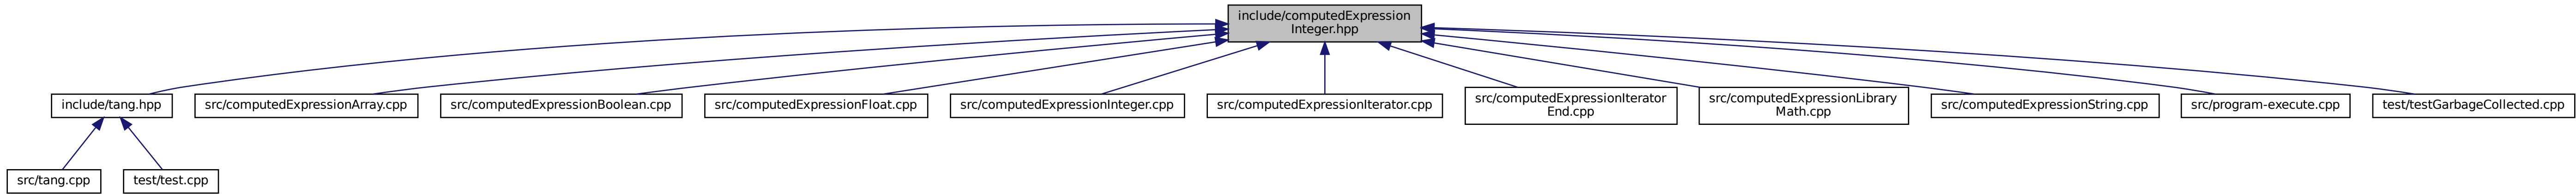 include/computedExpression
Integer.hpp
include/tang.hpp
src/computedExpressionArray.cpp
src/computedExpressionBoolean.cpp
src/computedExpressionFloat.cpp
src/computedExpressionInteger.cpp
src/computedExpressionIterator.cpp
src/computedExpressionIterator
End.cpp
src/computedExpressionLibrary
Math.cpp
src/computedExpressionString.cpp
src/program-execute.cpp
test/testGarbageCollected.cpp
src/tang.cpp
test/test.cpp